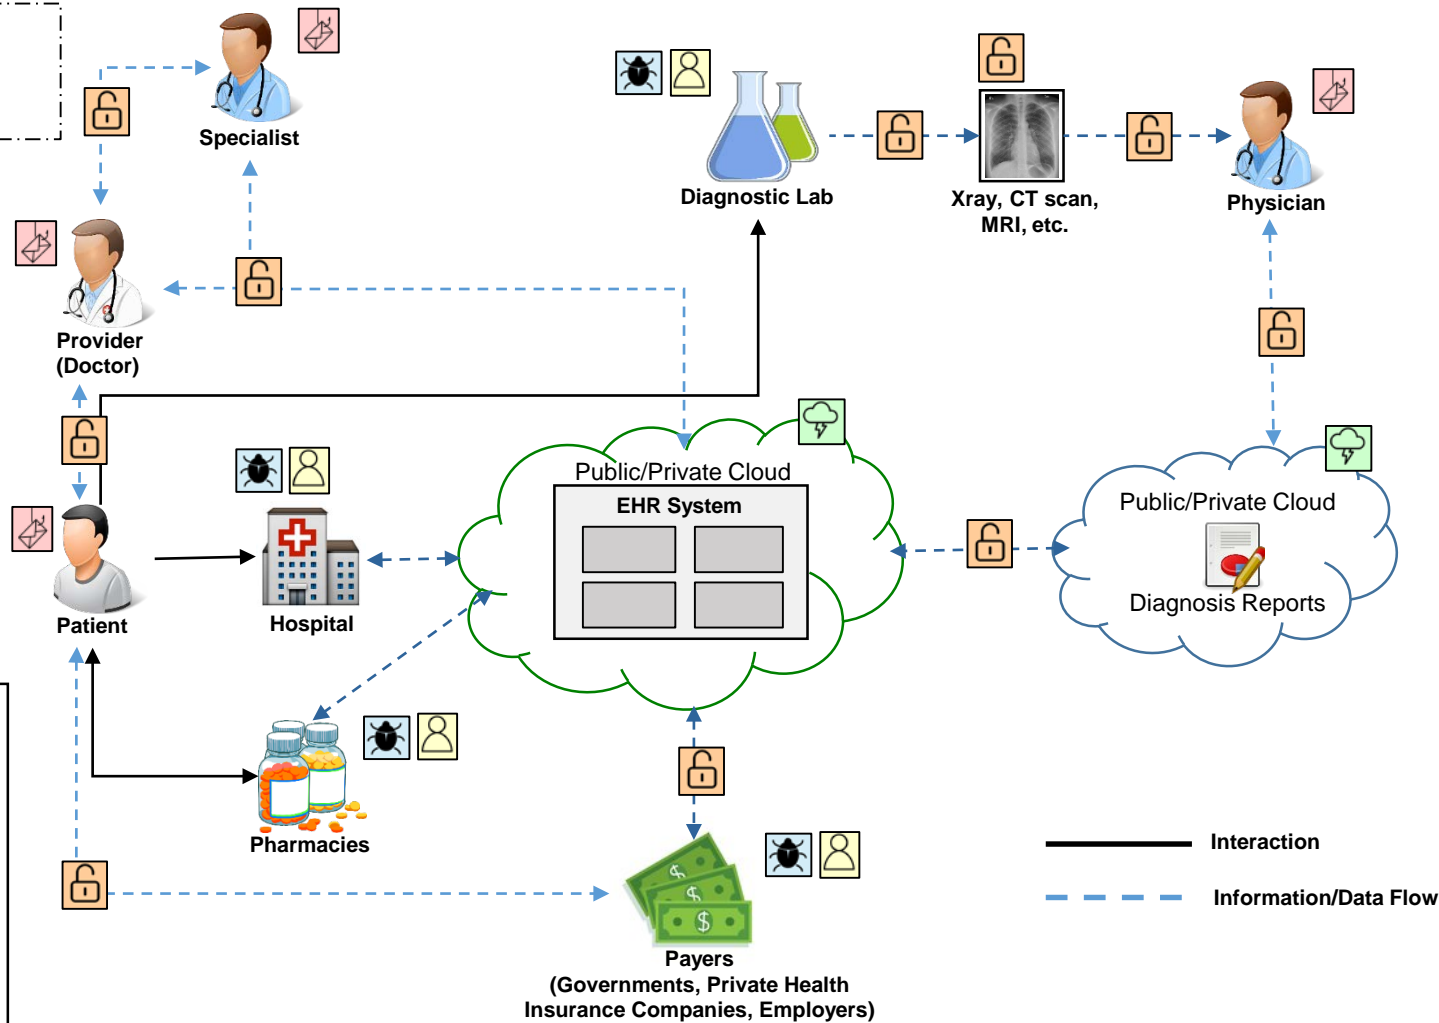 Specialist
Diagnostic Lab
Xray, CT scan,
MRI, etc.
Physician
Provider
(Doctor)
Public/Private Cloud
EHR System
Public/Private Cloud
Diagnosis Reports
Patient
Hospital
Pharmacies
Interaction
Information/Data Flow
Payers
(Governments, Private Health
Insurance Companies, Employers)